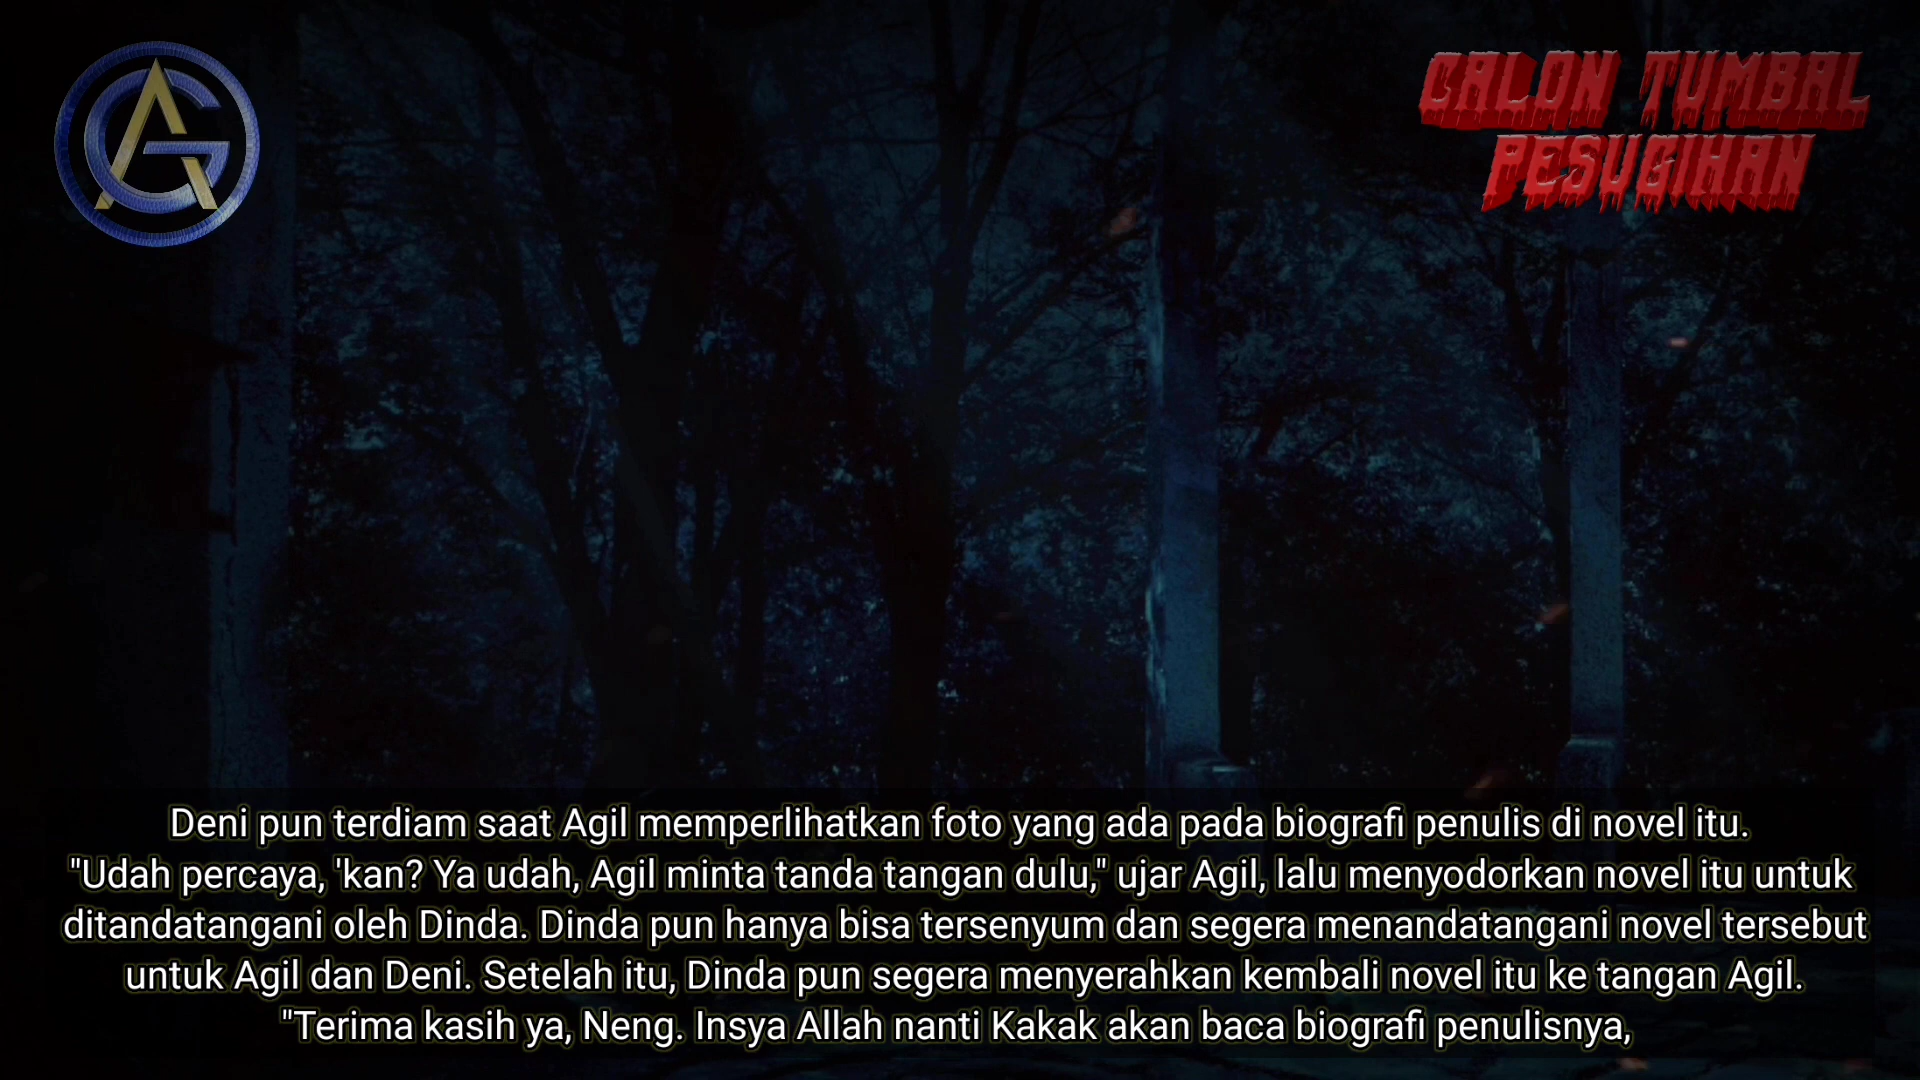 AG
CALON TUMBAL
PESUGIHAN
Deni pun terdiam saat Agil memperlihatkan foto yang ada pada biografi penulis di novel itu.
"Udah percaya, 'kan? Ya udah, Agil minta tanda tangan dulu," ujar Agil, lalu menyodorkan novel itu untuk
ditandatangani oleh Dinda. Dinda pun hanya bisa tersenyum dan segera menandatangani novel tersebut
untuk Agil dan Deni. Setelah itu, Dinda pun segera menyerahkan kembali novel itu ke tangan Agil.
"Terima kasih ya, Neng. Insya Allah nanti Kakak akan baca biografi penulisnya,